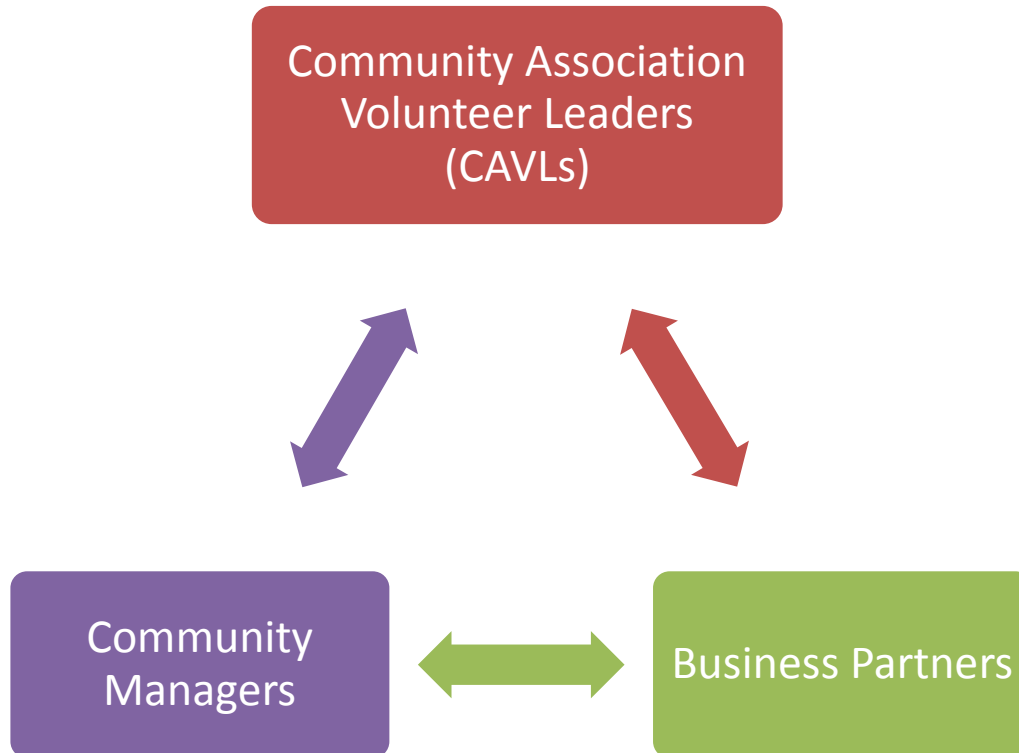 Community Association
Volunteer Leaders
(CAVLs)
Community
Managers
Business Partners